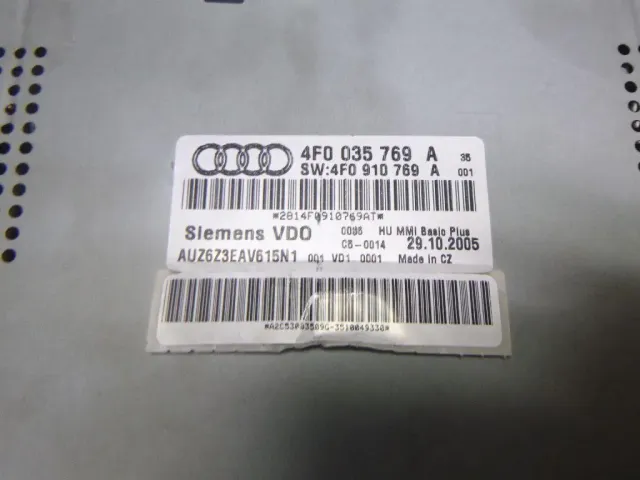 4F0 035 769 A 35
SW:4F0 910 769 A 001
*2814F0910769AT*
Siemens VDO 0086 HU MMI Basic Plus
C6-0014 29.10.2005
AUZ6Z3EAV615N1 001 VD1 0001 Made in CZ